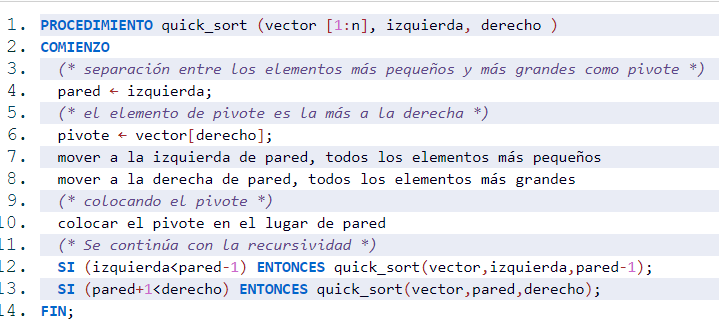 1. PROCEDIMIENTO quick_sort (vector [1:n], izquierda, derecho )
2. COMIENZO
3. (* separación entre los elementos más pequeños y más grandes como pivote *)
4. pared ← izquierda;
5. (* el elemento de pivote es la más a la derecha *)
6. pivote ← vector[derecho];
7. mover a la izquierda de pared, todos los elementos más pequeños
8. mover a la derecha de pared, todos los elementos más grandes
9. (* colocando el pivote *)
10. colocar el pivote en el lugar de pared
11. (* Se continúa con la recursividad *)
12. SI (izquierda<pared-1) ENTONCES quick_sort(vector,izquierda,pared-1);
13. SI (pared+1<derecho) ENTONCES quick_sort(vector,pared,derecho);
14. FIN;